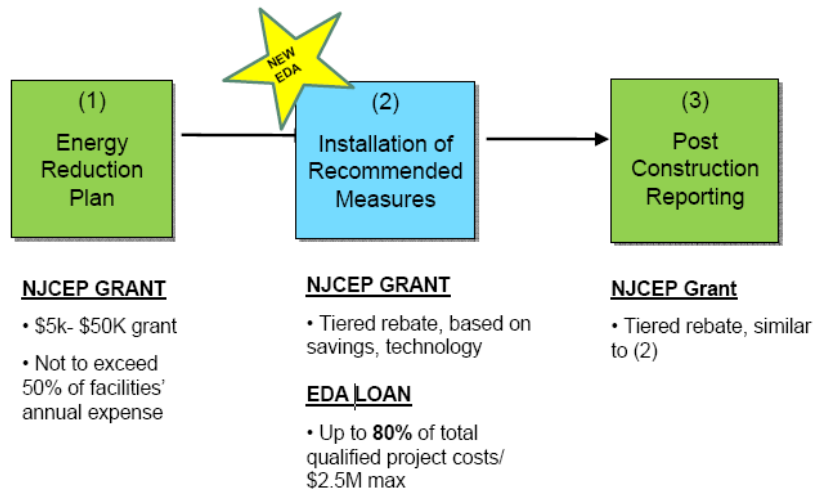 NEW
EDA
(1)
Energy
Reduction
Plan
(2)
Installation of
Recommended
Measures
(3)
Post
Construction
Reporting
NJCEP GRANT
• $5k- $50K grant
• Not to exceed
50% of facilities’
annual expense
NJCEP GRANT
• Tiered rebate, based on
savings, technology
EDA LOAN
• Up to 80% of total
qualified project costs/
$2.5M max
NJCEP Grant
• Tiered rebate, similar
to (2)